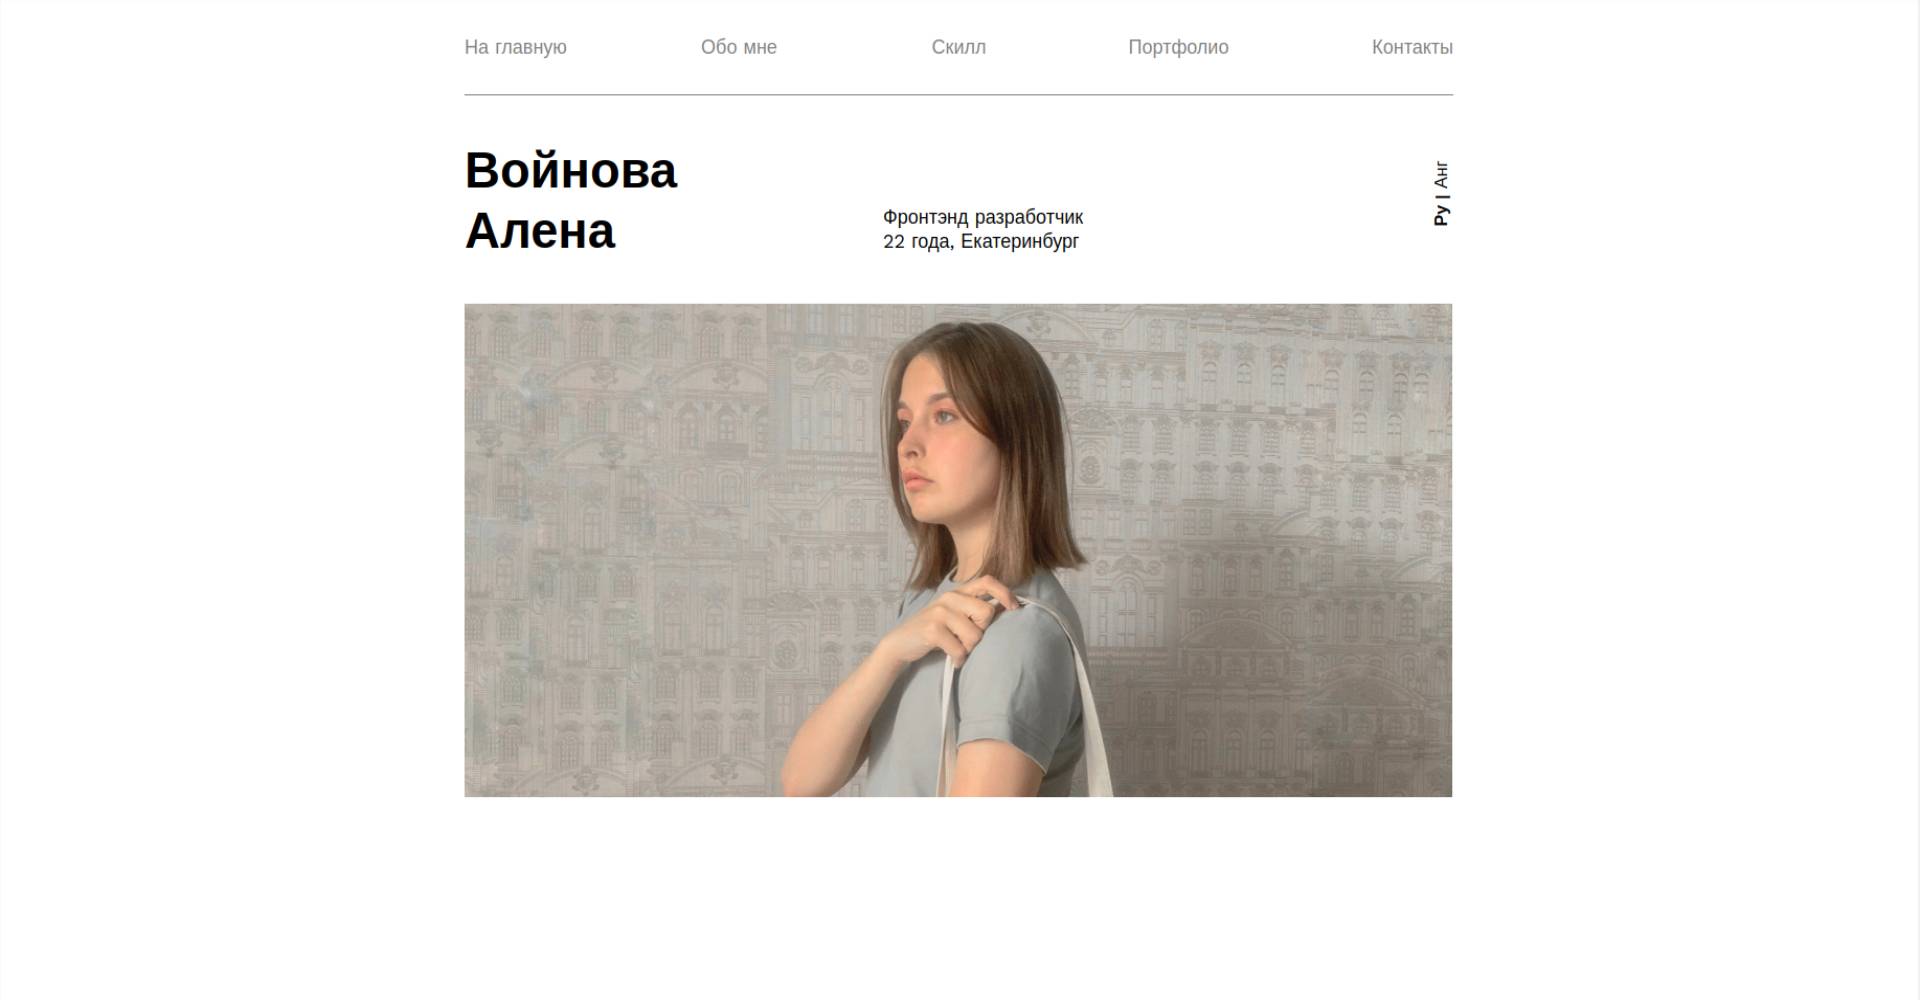 На главную Обо мне Скилл Портфолио Контакты
Войнова
Алена
Фронтэнд разработчик
22 года, Екатеринбург
Ру | Анг